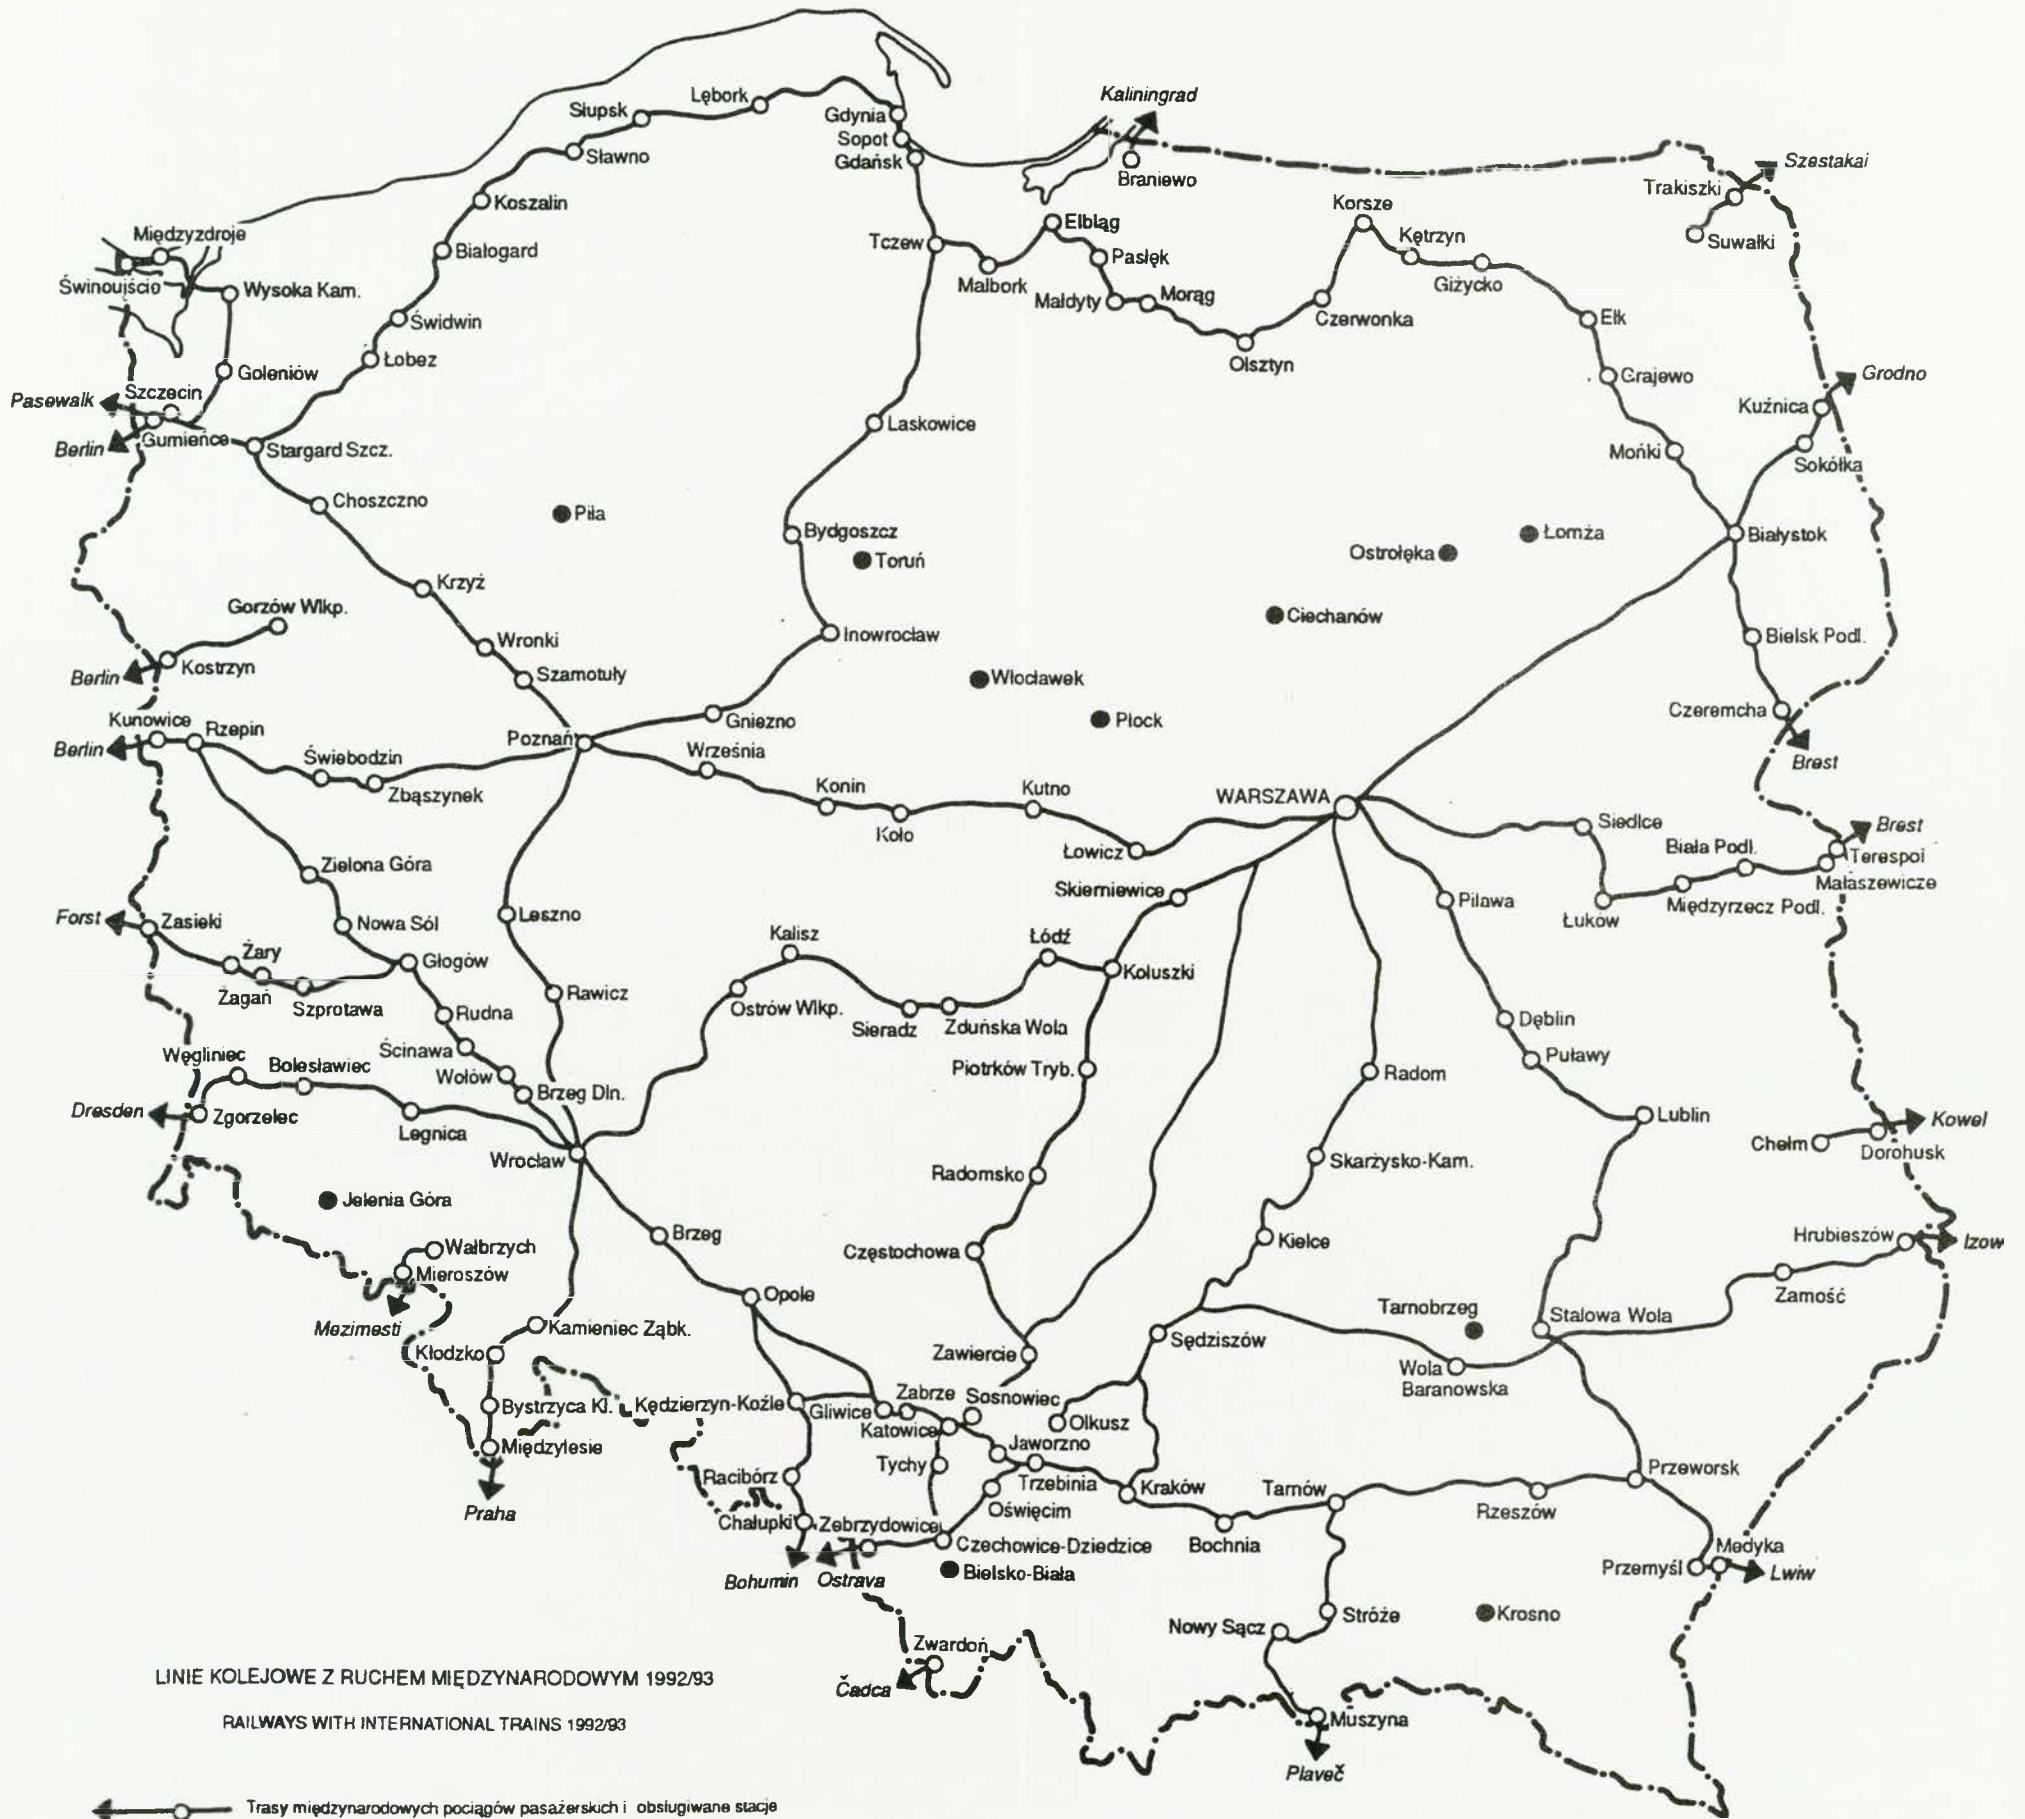 Kaliningrad
Lębork
Słupsk
Gdynia
Sopot
Gdańsk
Sławno
Braniewo
Szestakai
Trakiszki
Suwałki
Koszalin
Korsze
Elbląg
Kętrzyn
Międzyzdroje
Białogard
Tczew
Pasłęk
Świnoujście
Wysoka Kam.
Malbork
Małdyty
Morąg
Giżycko
Świdwin
Czerwonka
Ełk
Łobez
Olsztyn
Goleniów
Grajewo
Grodno
Pasewalk
Szczecin
Kuźnica
Berlin
Gumieńce
Stargard Szcz.
Laskowice
Mońki
Sokółka
Choszczno
Piła
Bydgoszcz
Toruń
Ostrołęka
Łomża
Białystok
Krzyż
Gorzów Wlkp.
Ciechanów
Wronki
Inowrocław
Bielsk Podl.
Berlin
Kostrzyn
Szamotuły
Włocławek
Kunowice
Rzepin
Gniezno
Płock
Czeremcha
Berlin
Poznań
Września
Świebodzin
Zbąszynek
Brest
Konin
Kutno
WARSZAWA
Koło
Łowicz
Siedlce
Brest
Biała Podl.
Terespol
Małaszewicze
Zielona Góra
Skierniewice
Pilawa
Łuków
Międzyrzecz Podl.
Forst
Zasieki
Nowa Sól
Leszno
Kalisz
Łódź
Żary
Głogów
Koluszki
Żagań
Szprotawa
Rawicz
Ostrów Wlkp.
Rudna
Sieradz
Zduńska Wola
Dęblin
Ścinawa
Węgliniec
Bolesławiec
Wołów
Piotrków Tryb.
Radom
Puławy
Brzeg Dln.
Dresden
Zgorzelec
Legnica
Lublin
Kowel
Chełm
Dorohusk
Wrocław
Radomsko
Skarżysko-Kam.
Jelenia Góra
Brzeg
Wałbrzych
Częstochowa
Kielce
Hrubieszów
Izow
Mieroszów
Opole
Zamość
Mezimesti
Kamieniec Ząbk.
Tarnobrzeg
Stalowa Wola
Kłodzko
Zawiercie
Sędziszów
Wola
Baranowska
Bystrzyca Kl.
Kędzierzyn-Koźle
Gliwice
Zabrze
Sosnowiec
Katowice
Olkusz
Międzylesie
Jaworzno
Racibórz
Tychy
Trzebinia
Kraków
Tarnów
Przeworsk
Praha
Oświęcim
Rzeszów
Chałupki
Zebrzydowice
Czechowice-Dziedzice
Bochnia
Medyka
Bohumin
Ostrava
Bielsko-Biała
Przemyśl
Lwiw
Stróże
Krosno
Nowy Sącz
Zwardoń
Čadca
Muszyna
Plaveč
LINIE KOLEJOWE Z RUCHEM MIĘDZYNARODOWYM 1992/93
RAILWAYS WITH INTERNATIONAL TRAINS 1992/93
Trasy międzynarodowych pociągów pasażerskich i obsługiwane stacje